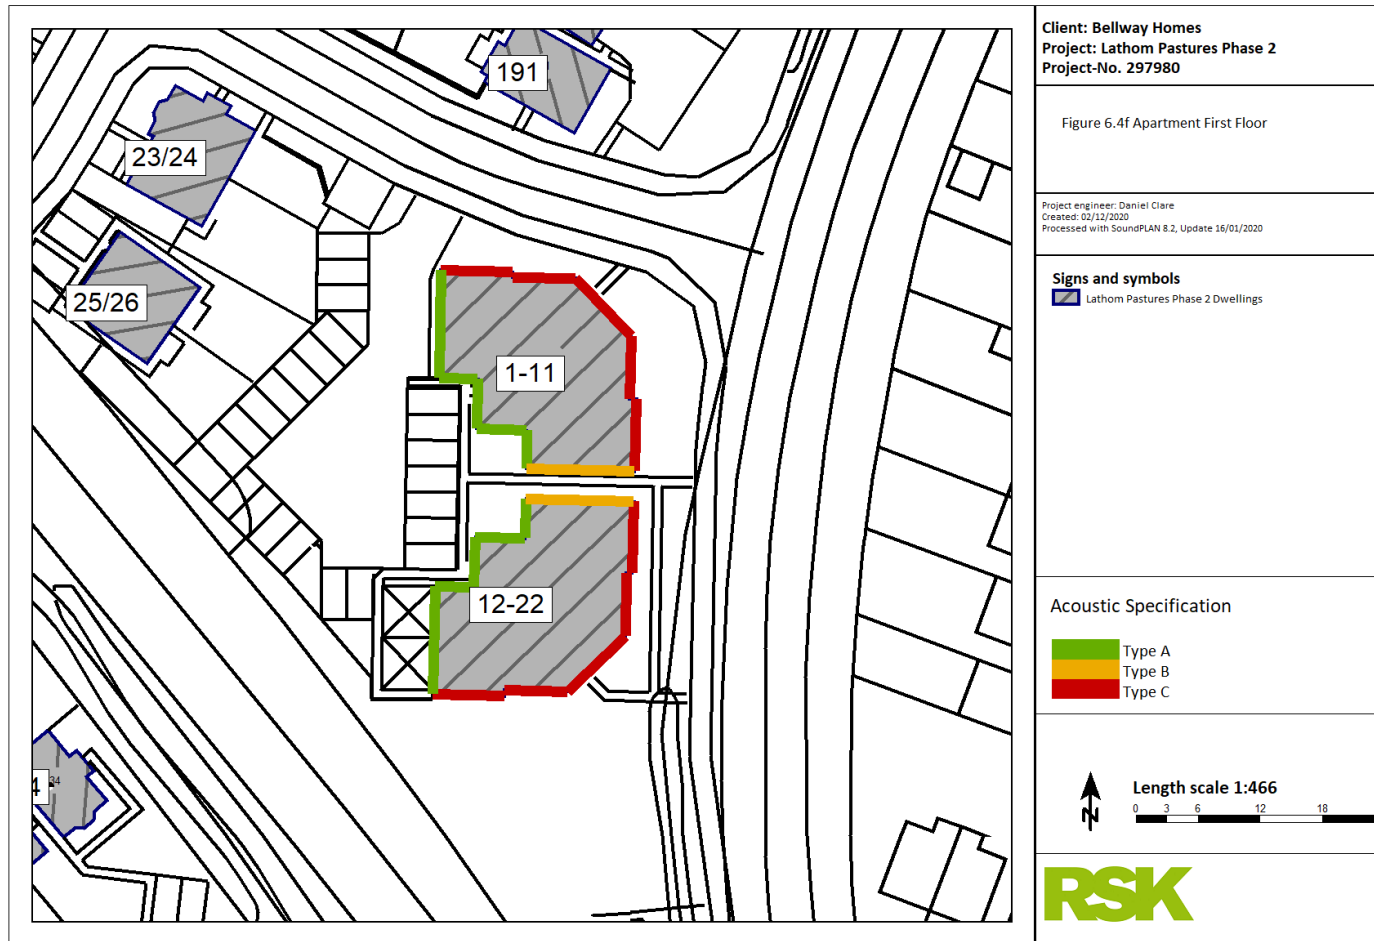 191
23/24
25/26
1-11
12-22
4
34
Client: Bellway Homes
Project: Lathom Pastures Phase 2
Project-No. 297980
Figure 6.4f Apartment First Floor
Project engineer: Daniel Clare
Created: 02/12/2020
Processed with SoundPLAN 8.2, Update 16/01/2020
Signs and symbols
Lathom Pastures Phase 2 Dwellings
Acoustic Specification
Type A
Type B
Type C
N
Length scale 1:466
0 3 6 12 18
RSK